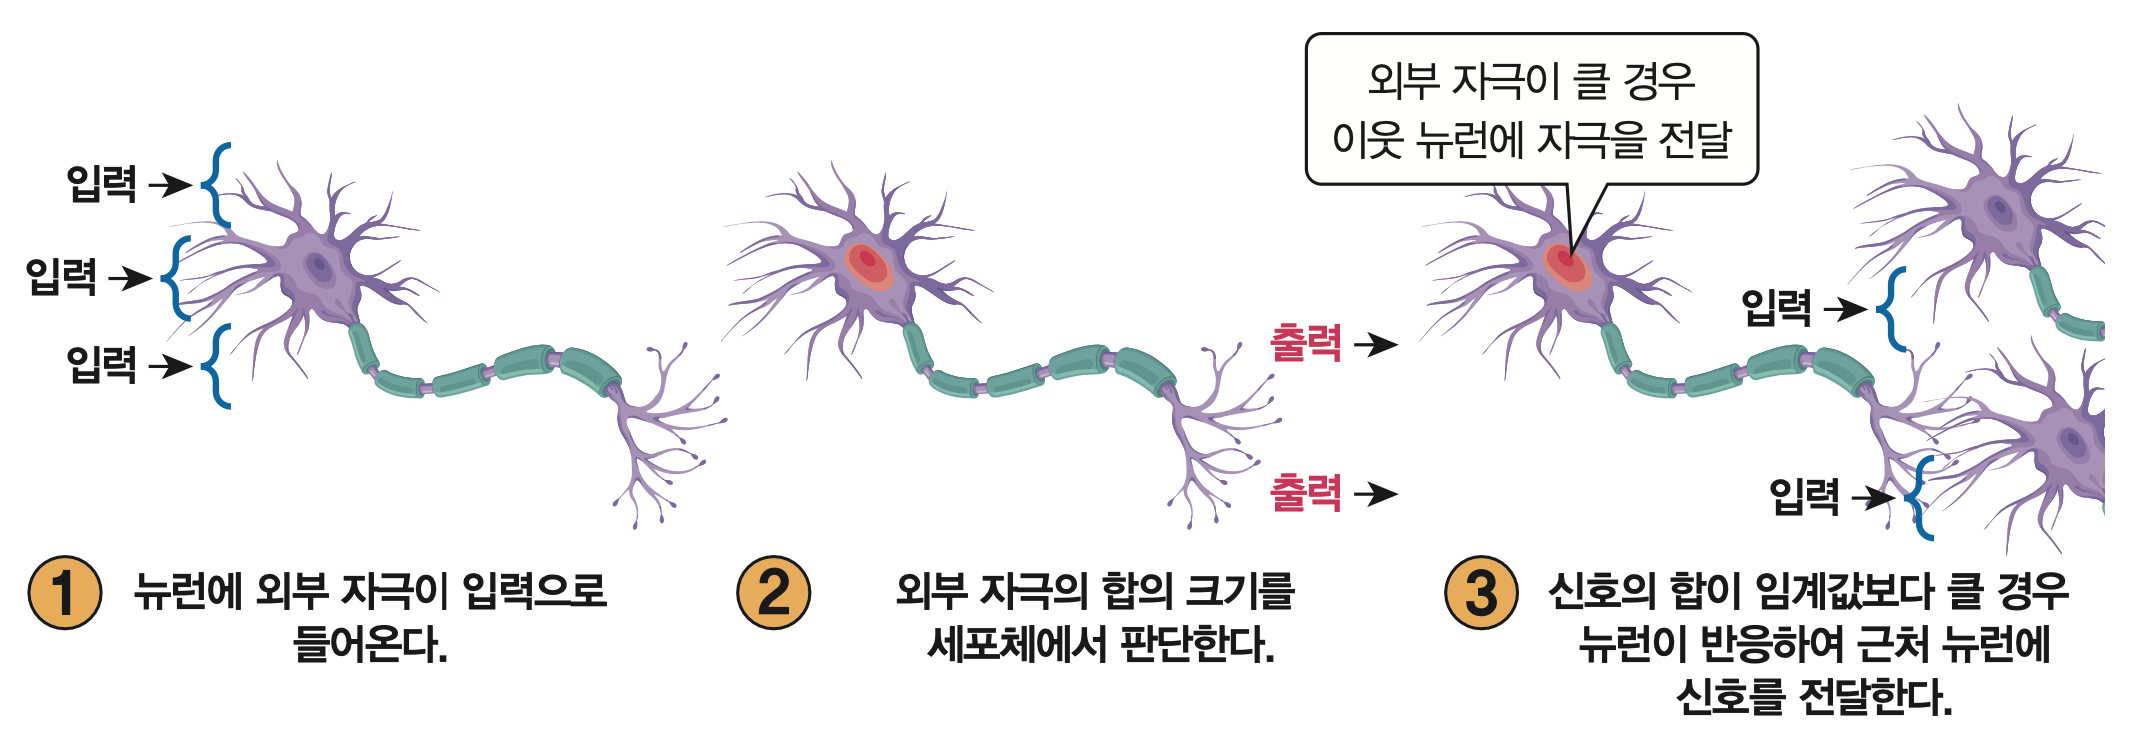 입력
입력
입력
1
뉴런에 외부 자극이 입력으로
들어온다.
2
외부 자극의 합의 크기를
세포체에서 판단한다.
외부 자극이 클 경우
이웃 뉴런에 자극을 전달
출력
출력
입력
입력
3
신호의 합이 임계값보다 클 경우
뉴런이 반응하여 근처 뉴런에
신호를 전달한다.